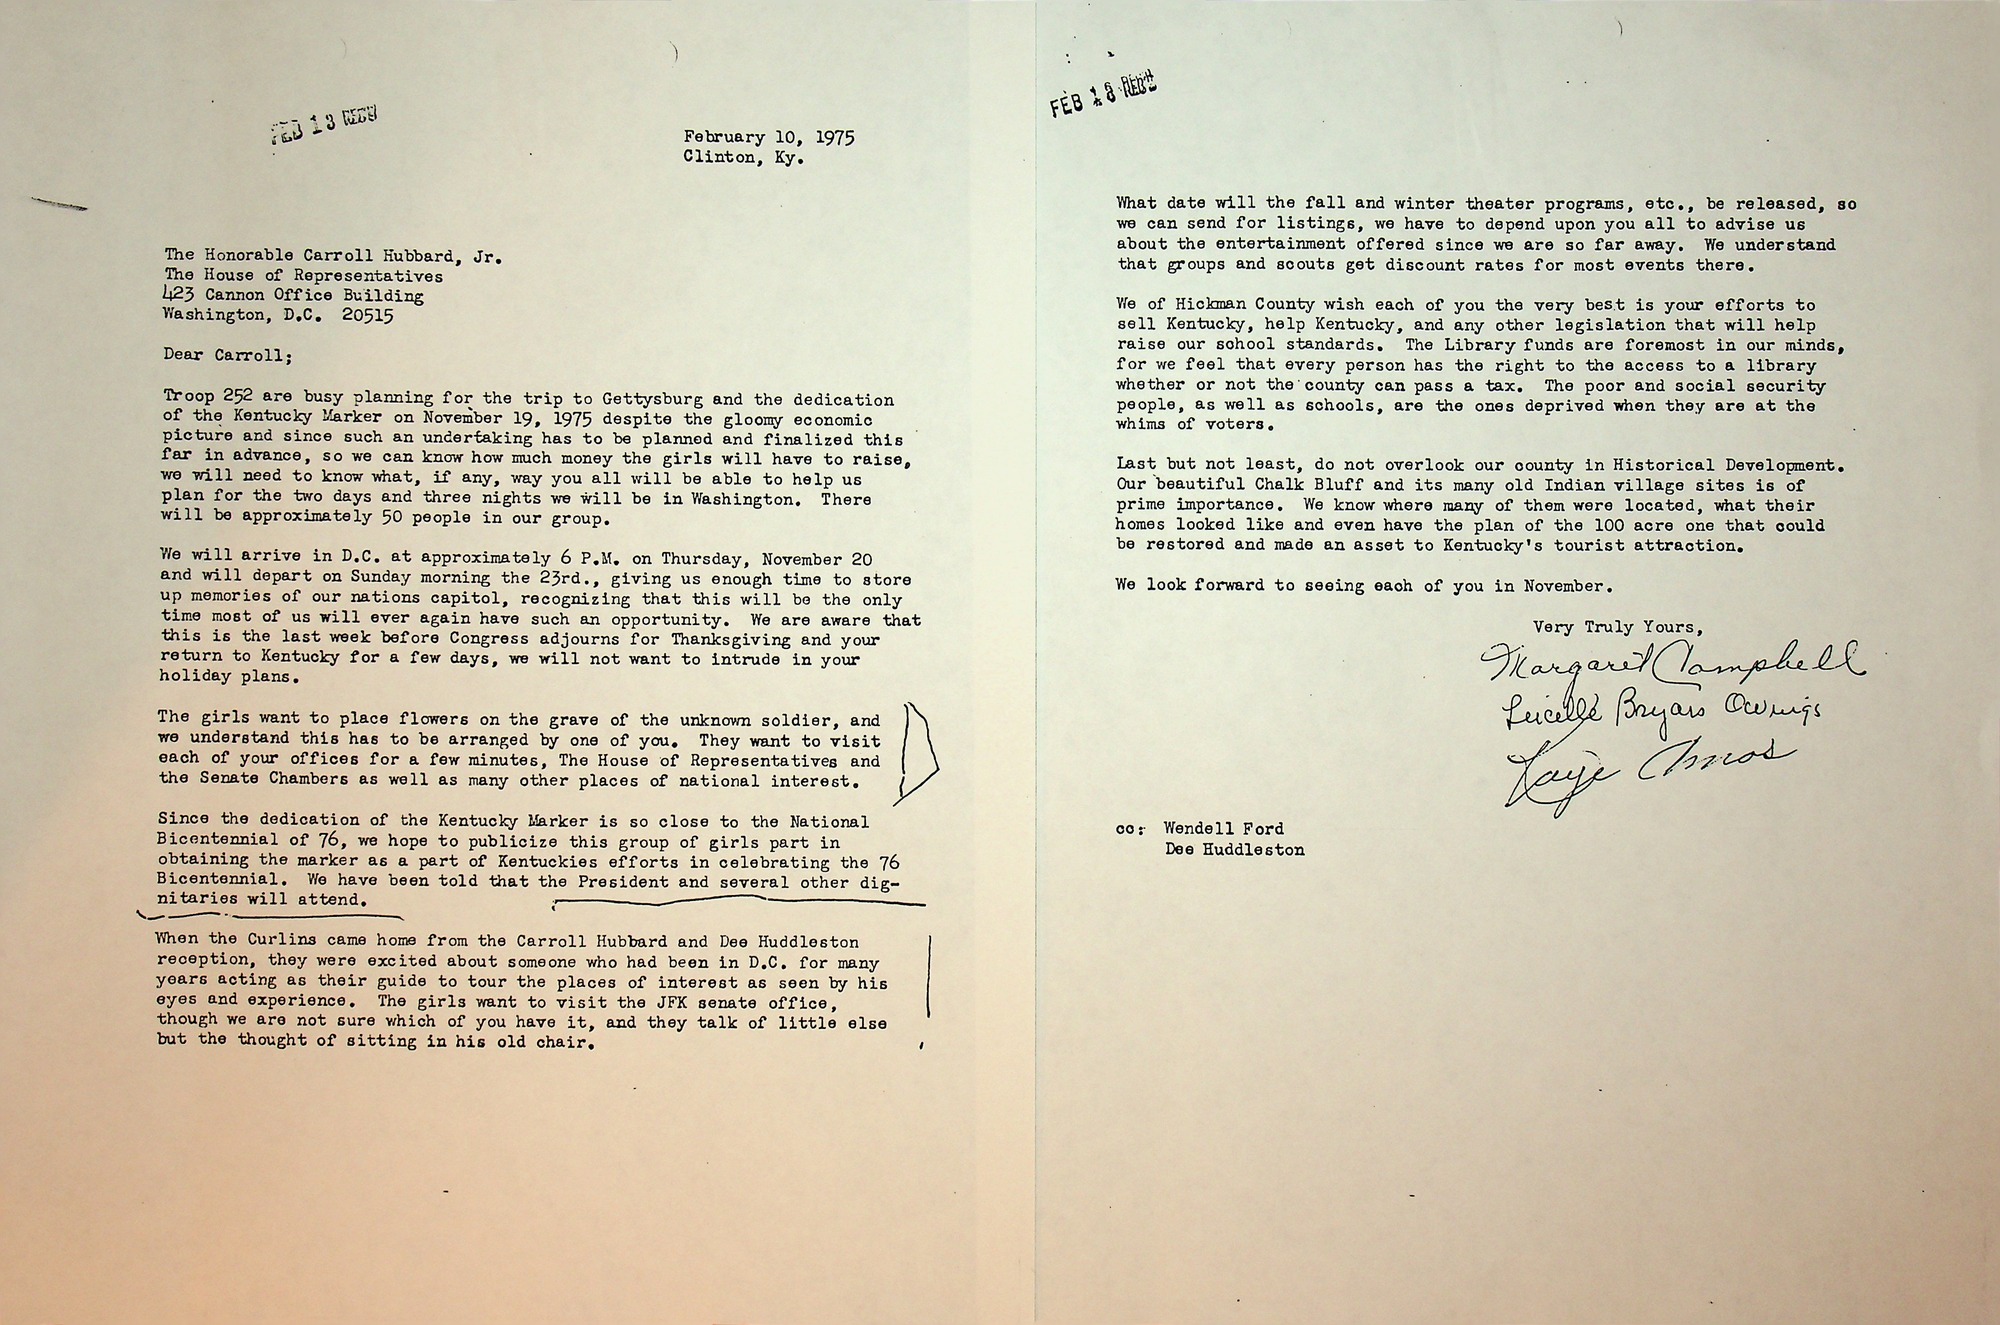 FEB 13 REC'D
February 10, 1975
Clinton, Ky.
The Honorable Carroll Hubbard, Jr.
The House of Representatives
423 Cannon Office Building
Washington, D.C.  20515
Dear Carroll;
Troop 252 are busy planning for the trip to Gettysburg and the dedication
of the Kentucky Marker on November 19, 1975 despite the gloomy economic
picture and since such an undertaking has to be planned and finalized this
far in advance, so we can know how much money the girls will have to raise,
we will need to know what, if any, way you all will be able to help us
plan for the two days and three nights we will be in Washington.  There
will be approximately 50 people in our group.
We will arrive in D.C. at approximately 6 P.M. on Thursday, November 20
and will depart on Sunday morning the 23rd., giving us enough time to store
up memories of our nations capitol, recognizing that this will be the only
time most of us will ever again have such an opportunity.  We are aware that
this is the last week before Congress adjourns for Thanksgiving and your
return to Kentucky for a few days, we will not want to intrude in your
holiday plans.
The girls want to place flowers on the grave of the unknown soldier, and
we understand this has to be arranged by one of you.  They want to visit
each of your offices for a few minutes, The House of Representatives and
the Senate Chambers as well as many other places of national interest.
Since the dedication of the Kentucky Marker is so close to the National
Bicentennial of 76, we hope to publicize this group of girls part in
obtaining the marker as a part of Kentuckies efforts in celebrating the 76
Bicentennial.  We have been told that the President and several other dig-
nitaries will attend.
When the Curlins came home from the Carroll Hubbard and Dee Huddleston
reception, they were excited about someone who had been in D.C. for many
years acting as their guide to tour the places of interest as seen by his
eyes and experience.  The girls want to visit the JFK senate office,
though we are not sure which of you have it, and they talk of little else
but the thought of sitting in his old chair.
FEB 13 REC'D
What date will the fall and winter theater programs, etc., be released, so
we can send for listings, we have to depend upon you all to advise us
about the entertainment offered since we are so far away.  We understand
that groups and scouts get discount rates for most events there.
We of Hickman County wish each of you the very best is your efforts to
sell Kentucky, help Kentucky, and any other legislation that will help
raise our school standards.  The Library funds are foremost in our minds,
for we feel that every person has the right to the access to a library
whether or not the county can pass a tax.  The poor and social security
people, as well as schools, are the ones deprived when they are at the
whims of voters.
Last but not least, do not overlook our county in Historical Development.
Our beautiful Chalk Bluff and its many old Indian village sites is of
prime importance.  We know where many of them were located, what their
homes looked like and even have the plan of the 100 acre one that could
be restored and made an asset to Kentucky's tourist attraction.
We look forward to seeing each of you in November.
Very Truly Yours,
Margaret Campbell
Lucille Bryars Owings
Kaye Amos
cc: Wendell Ford
Dee Huddleston